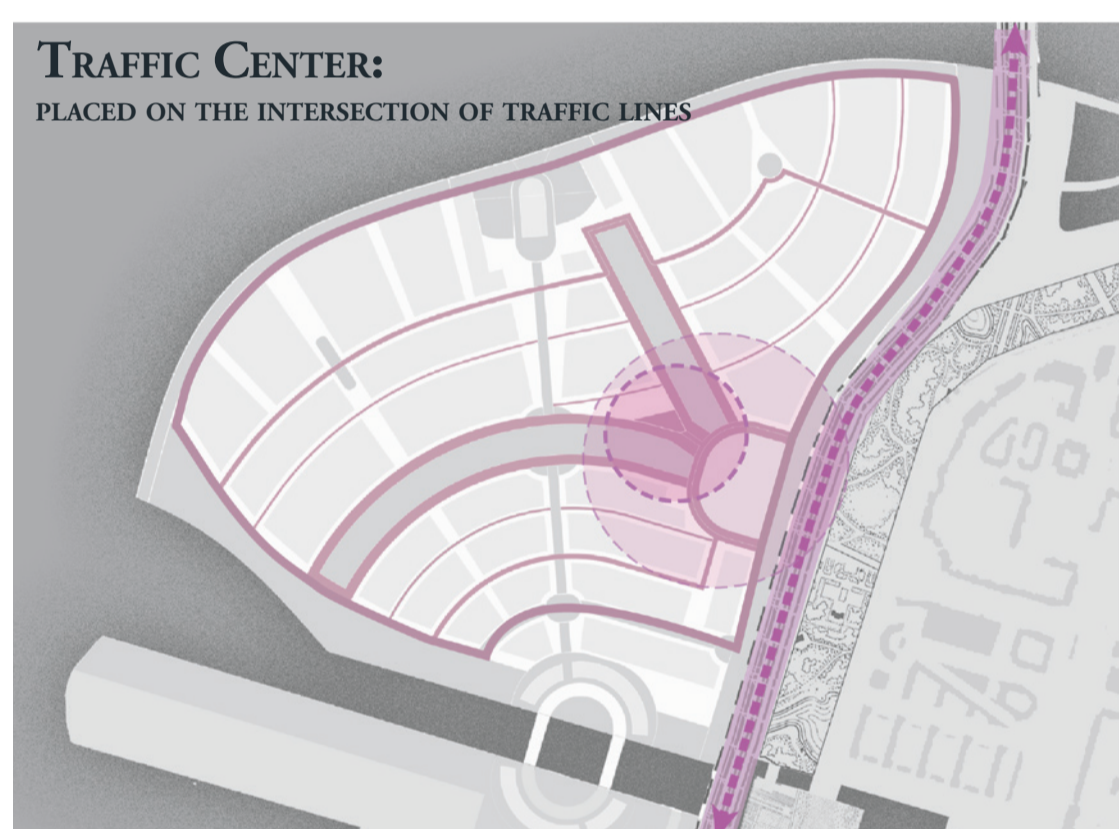 Traffic Center:
placed on the intersection of traffic lines